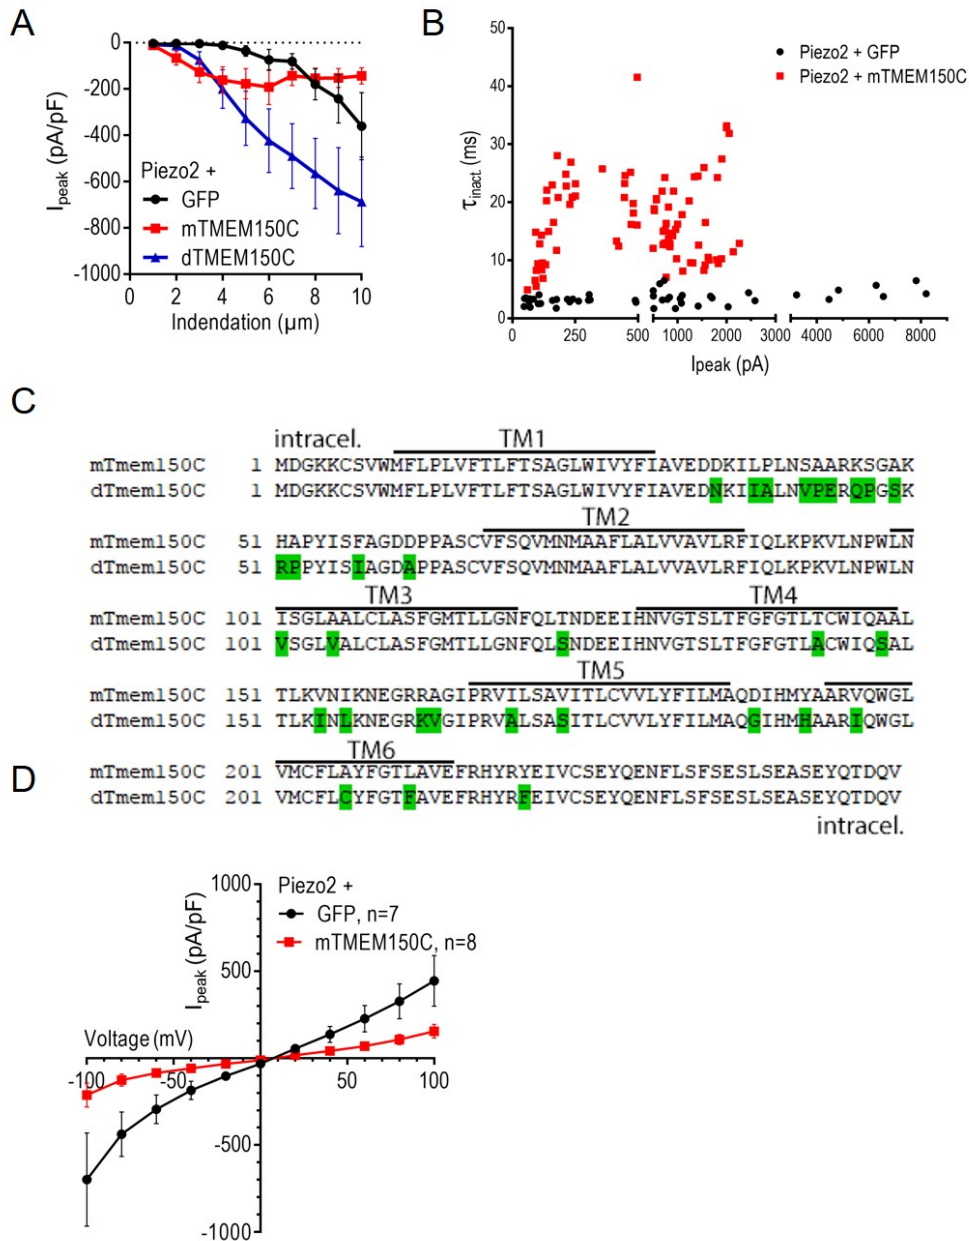 A
0
-200
-400
-600
-800
-1000
Ipeak (pA/pF)
Piezo2 +
GFP
mTMEM150C
dTMEM150C
0 2 4 6 8 10
Indendation (µm)
B
50
40
30
20
10
0
τinact. (ms)
Piezo2 + GFP
Piezo2 + mTMEM150C
0 250 500 1000 2000 3000 4000 6000 8000
Ipeak (pA)
C
intracel. TM1
mTmem150C 1 MDGKKCSVWMFLPLVFTLFTSAGLWIVYFIAVEDDKILPLNSAARKSGAK
dTmem150C 1 MDGKKCSVWMFLPLVFTLFTSAGLWIVYFIAVEDNKIIALNVPERQPGSK
TM2
mTmem150C 51 HAPYISFAGDDPPASCVFSQVMNMAAFLALVVAVLRFIQLKPKVLNPWLN
dTmem150C 51 RPPYISIAGDAPPASCVFSQVMNMAAFLALVVAVLRFIQLKPKVLNPWLN
TM3 TM4
mTmem150C 101 ISGLAALCLASFGMTLLGNFQLTNDEEIHNVGTSLTFGFGTLTCWIQAAL
dTmem150C 101 VSGLVALCLASFGMTLLGNFQLSNDEEIHNVGTSLTFGFGTLACWIQSAL
TM5
mTmem150C 151 TLKVNIKNEGRRAGIPRVILSAVITLCVVLYFILMAQDIHMYAARVQWGL
dTmem150C 151 TLKINLKNEGRKVGIPRVALSASITLCVVLYFILMAQGIHMHAARIQWGL
TM6
mTmem150C 201 VMCFLAYFGTLAVEFRHYRYEIVCSEYQENFLSFSESLSEASEYQTDQV
dTmem150C 201 VMCFLCYFGTFAVEFRHYRFEIVCSEYQENFLSFSESLSEASEYQTDQV
intracel.
D
1000
500
-500
-1000
Ipeak (pA/pF)
Piezo2 +
GFP, n=7
mTMEM150C, n=8
Voltage (mV)
-100 -50 50 100